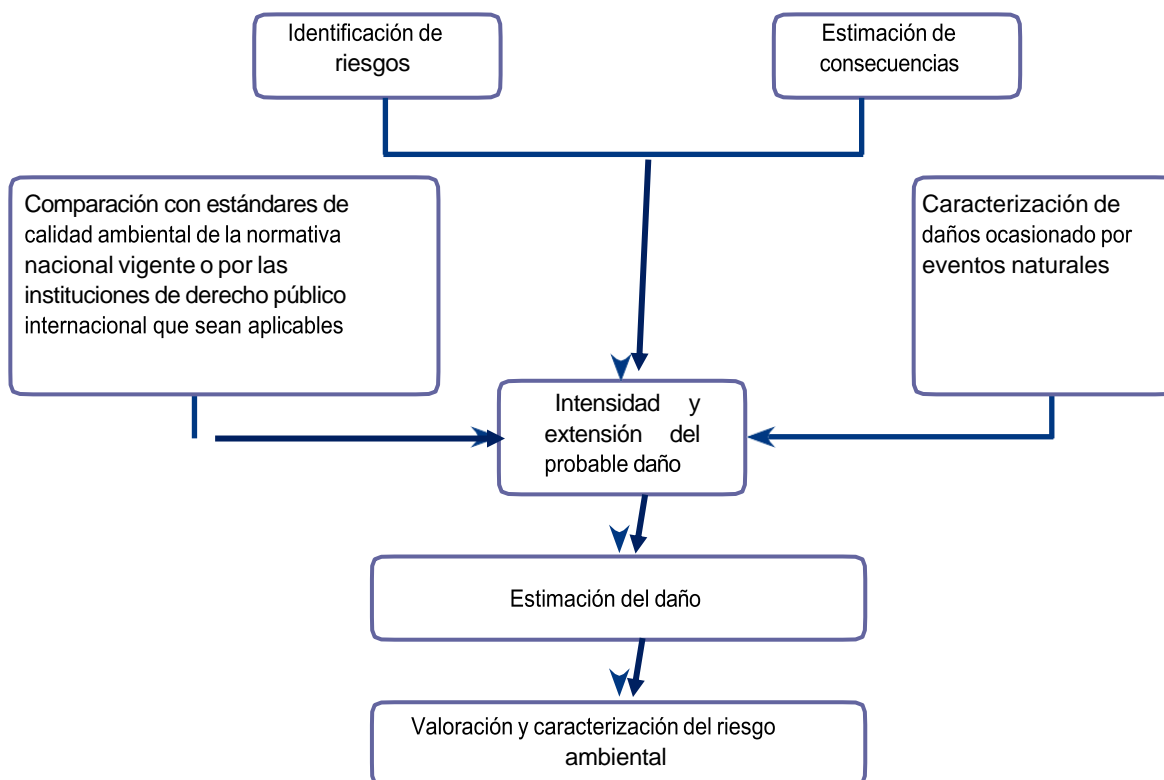 Identificación de
riesgos
Estimación de
consecuencias
Comparación con estándares de
calidad ambiental de la normativa
nacional vigente o por las
instituciones de derecho público
internacional que sean aplicables
Caracterización de
daños ocasionado por
eventos naturales
Intensidad y
extensión del
probable daño
Estimación del daño
Valoración y caracterización del riesgo
ambiental